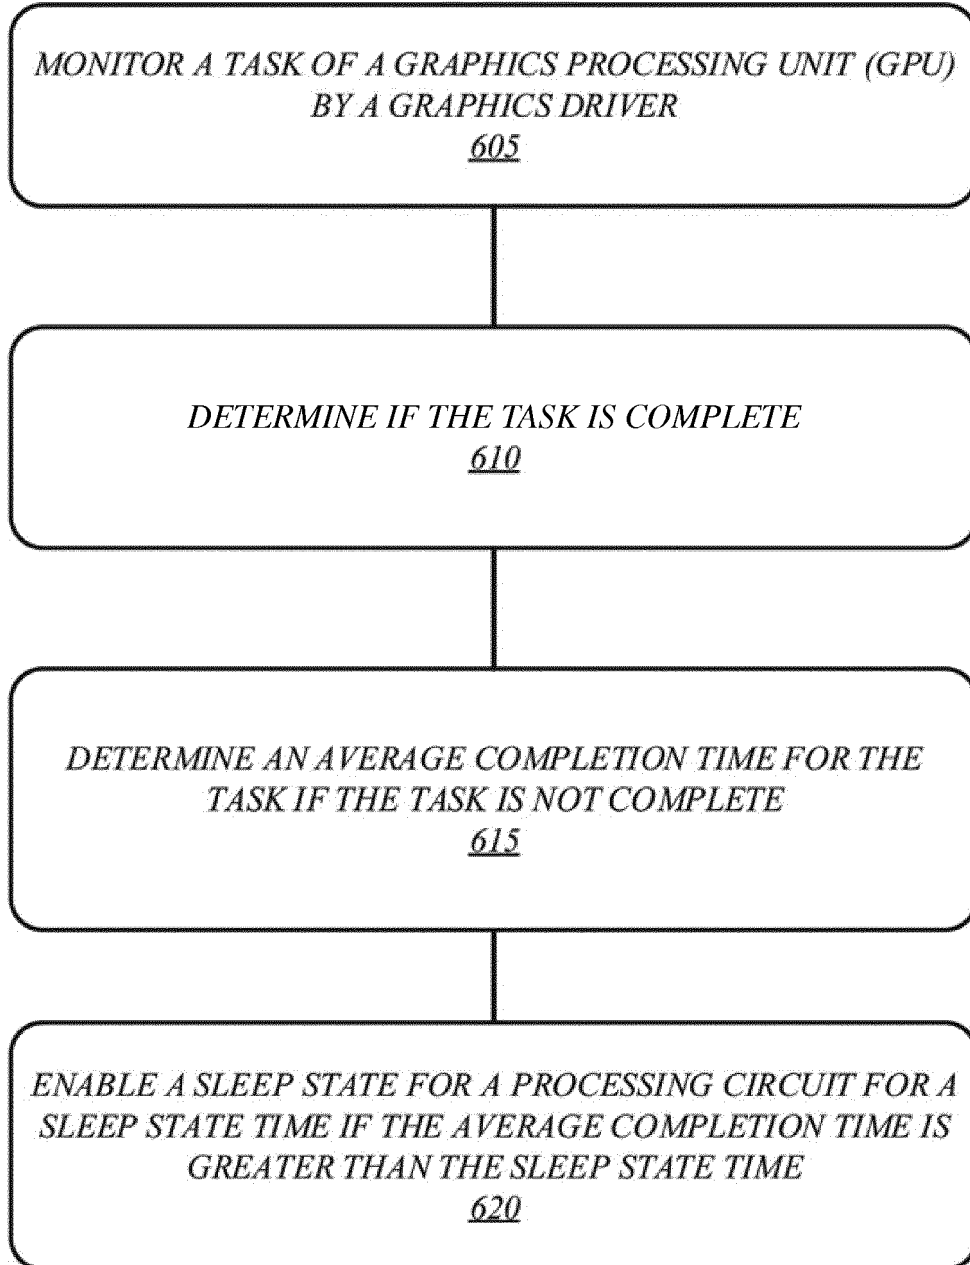 MONITOR A TASK OF A GRAPHICS PROCESSING UNIT (GPU)
BY A GRAPHICS DRIVER
605
DETERMINE IF THE TASK IS COMPLETE
610
DETERMINE AN AVERAGE COMPLETION TIME FOR THE
TASK IF THE TASK IS NOT COMPLETE
615
ENABLE A SLEEP STATE FOR A PROCESSING CIRCUIT FOR A
SLEEP STATE TIME IF THE AVERAGE COMPLETION TIME IS
GREATER THAN THE SLEEP STATE TIME
620